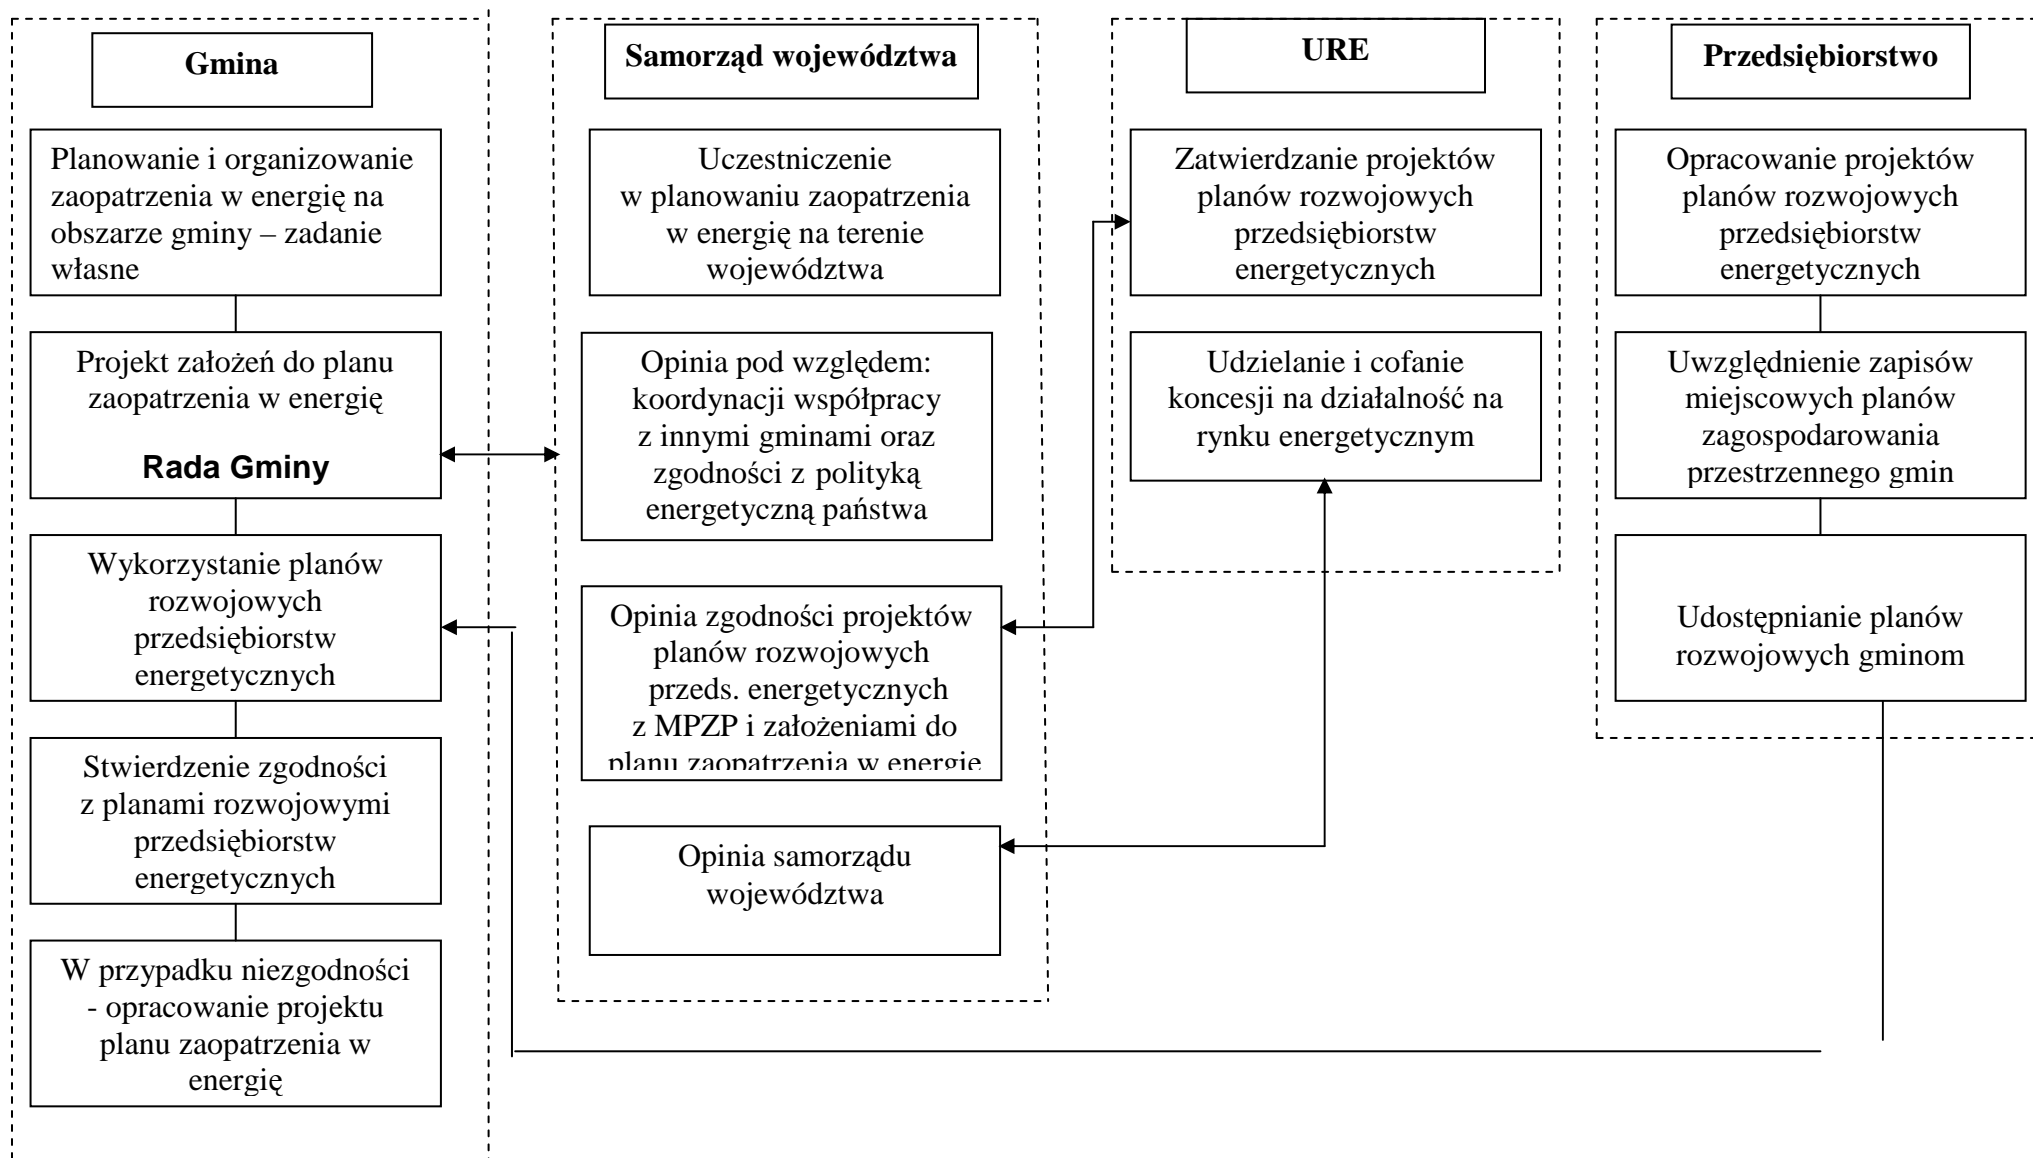 Gmina
Planowanie i organizowanie
zaopatrzenia w energię na
obszarze gminy – zadanie
własne
Projekt założeń do planu
zaopatrzenia w energię
Rada Gminy
Wykorzystanie planów
rozwojowych
przedsiębiorstw
energetycznych
Stwierdzenie zgodności
z planami rozwojowymi
przedsiębiorstw
energetycznych
W przypadku niezgodności
- opracowanie projektu
planu zaopatrzenia w
energię
Samorząd województwa
Uczestniczenie
w planowaniu zaopatrzenia
w energię na terenie
województwa
Opinia pod względem:
koordynacji współpracy
z innymi gminami oraz
zgodności z polityką
energetyczną państwa
Opinia zgodności projektów
planów rozwojowych
przeds. energetycznych
z MPZP i założeniami do
planu zaopatrzenia w energię
Opinia samorządu
województwa
URE
Zatwierdzanie projektów
planów rozwojowych
przedsiębiorstw
energetycznych
Udzielanie i cofanie
koncesji na działalność na
rynku energetycznym
Przedsiębiorstwo
Opracowanie projektów
planów rozwojowych
przedsiębiorstw
energetycznych
Uwzględnienie zapisów
miejscowych planów
zagospodarowania
przestrzennego gmin
Udostępnianie planów
rozwojowych gminom